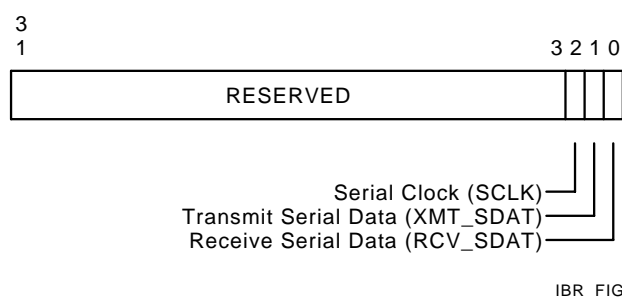 3
1 3 2 1 0
RESERVED
Serial Clock (SCLK)
Transmit Serial Data (XMT_SDAT)
Receive Serial Data (RCV_SDAT)
IBR FIG